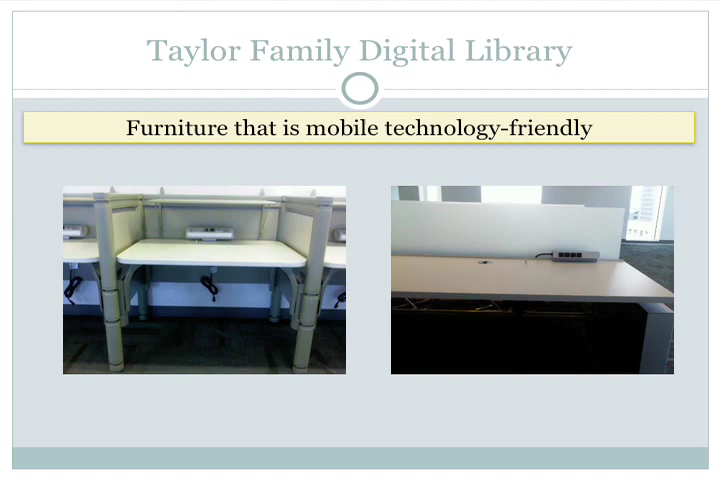 Taylor Family Digital Library
Furniture that is mobile technology-friendly